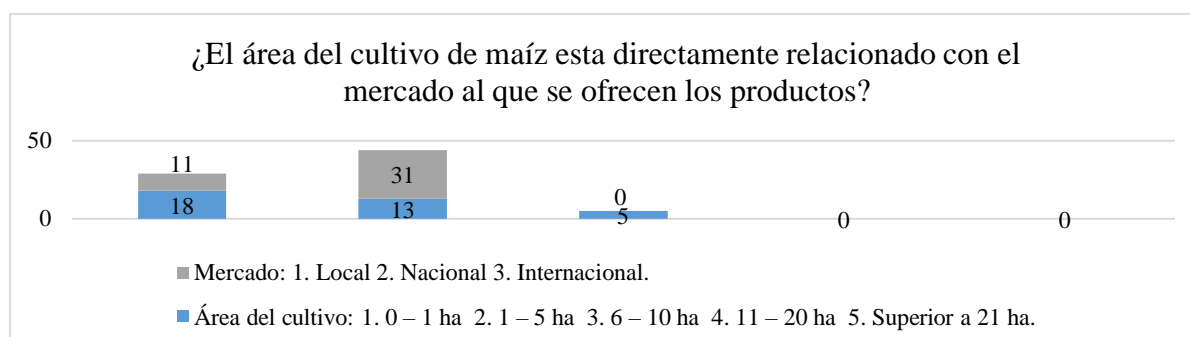 ¿El área del cultivo de maíz esta directamente relacionado con el
mercado al que se ofrecen los productos?
50
11
31
0
18
13
5
0
0
0
Mercado: 1. Local 2. Nacional 3. Internacional.
Área del cultivo: 1. 0 – 1 ha 2. 1 – 5 ha 3. 6 – 10 ha 4. 11 – 20 ha 5. Superior a 21 ha.